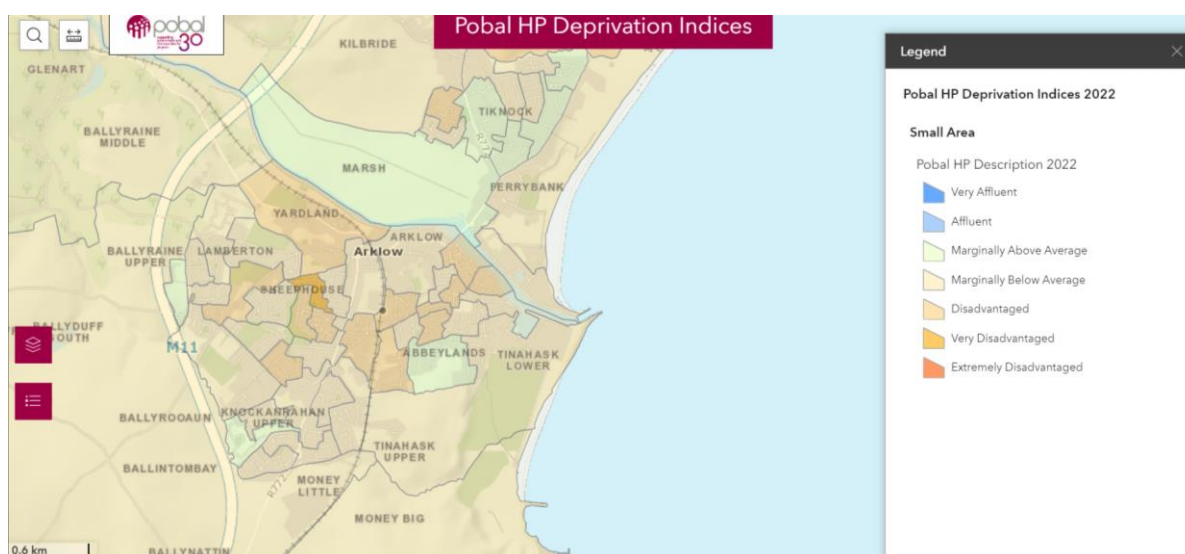 pobal
30
Pobal HP Deprivation Indices
KILBRIDE
GLENART
TIKNOCK
R772
BALLYRAINE
MIDDLE
MARSH
FERRYBANK
YARDLAND
ARKLOW
BALLYRAINE
UPPER
LAMBERTON
Arklow
SHEEPHOUSE
BALLYDUFF
SOUTH
M11
ABBEYLANDS
TINAHASK
LOWER
BALLYROOAUN
KNOCKANRAHAN
UPPER
TINAHASK
UPPER
BALLINTOMBAY
R772
MONEY
LITTLE
MONEY BIG
0.6 km
BALLYNATTIN
Legend
Pobal HP Deprivation Indices 2022
Small Area
Pobal HP Description 2022
Very Affluent
Affluent
Marginally Above Average
Marginally Below Average
Disadvantaged
Very Disadvantaged
Extremely Disadvantaged